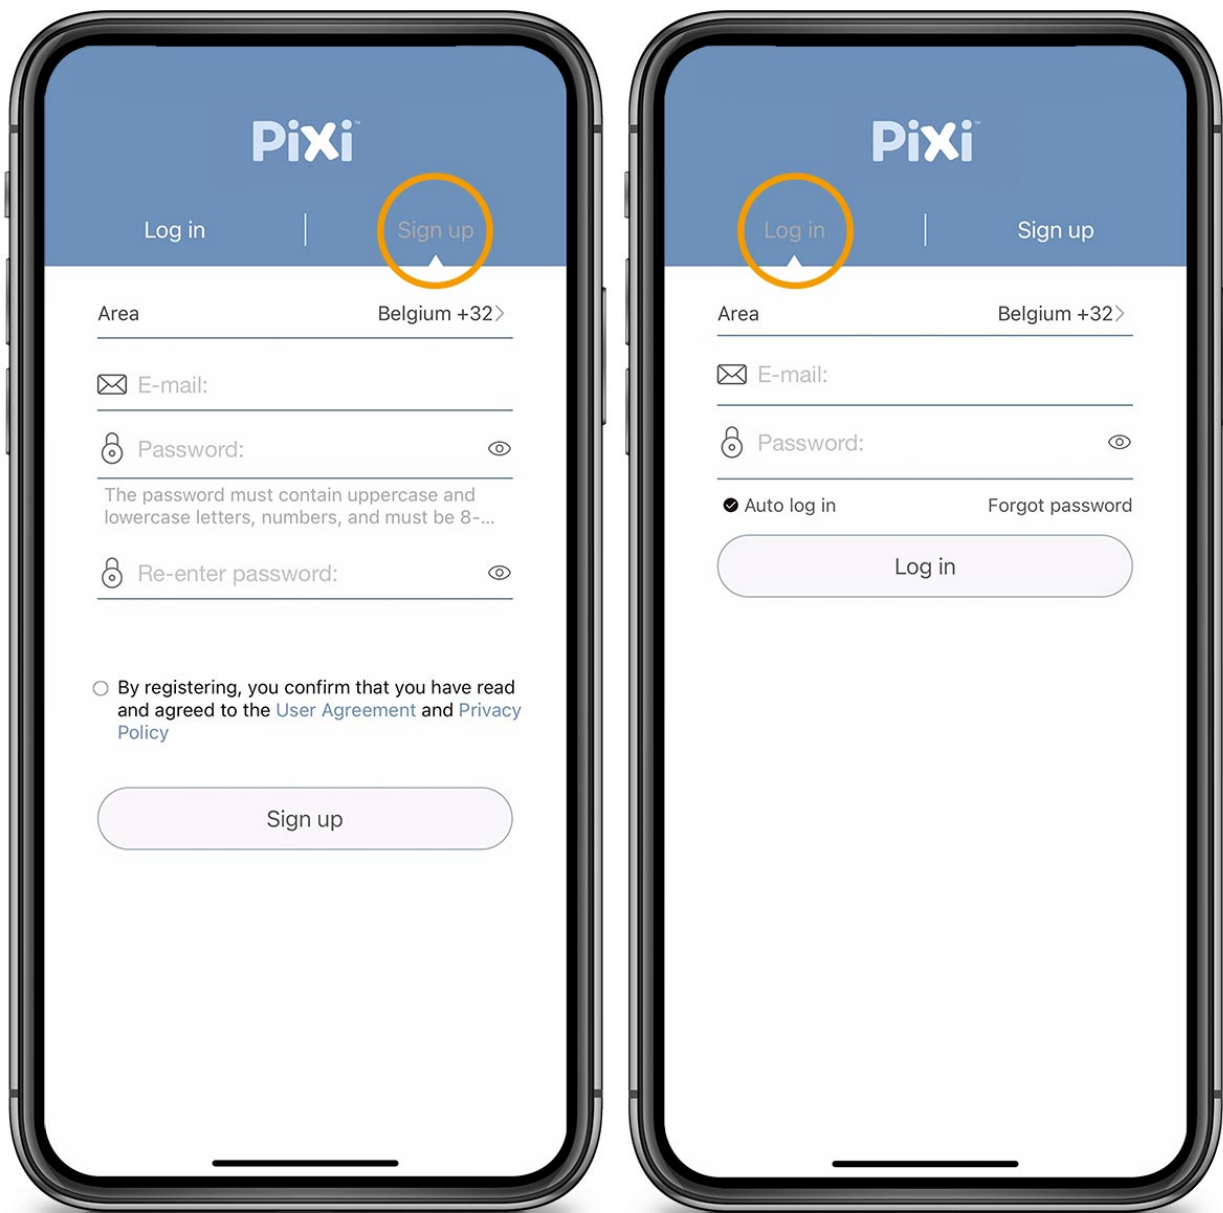 PiXi™
Log in
Sign up
Area
Belgium +32
E-mail:
Password:
The password must contain uppercase and
lowercase letters, numbers, and must be 8-...
Re-enter password:
By registering, you confirm that you have read
and agreed to the User Agreement and Privacy
Policy
Sign up
PiXi™
Log in
Sign up
Area
Belgium +32
E-mail:
Password:
Auto log in
Forgot password
Log in